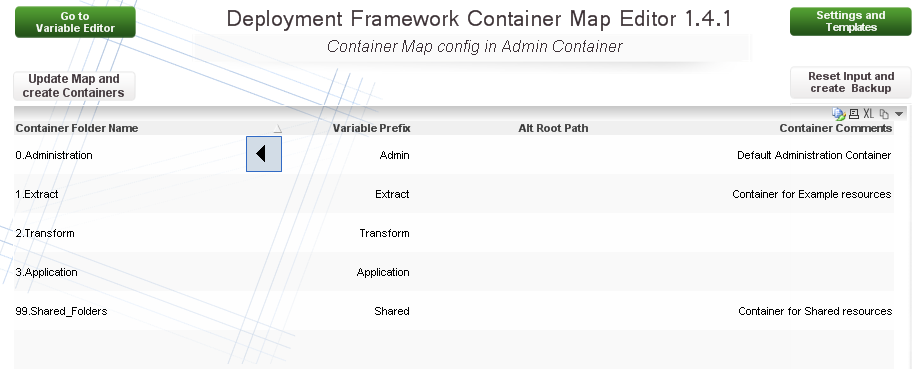 Go to
Variable Editor
Deployment Framework Container Map Editor 1.4.1
Settings and
Templates
Container Map config in Admin Container
Update Map and
create Containers
Reset Input and
create Backup
XL
Container Folder Name Variable Prefix Alt Root Path Container Comments
0.Administration Admin Default Administration Container
1.Extract Extract Container for Example resources
2.Transform Transform
3.Application Application
99.Shared_Folders Shared Container for Shared resources